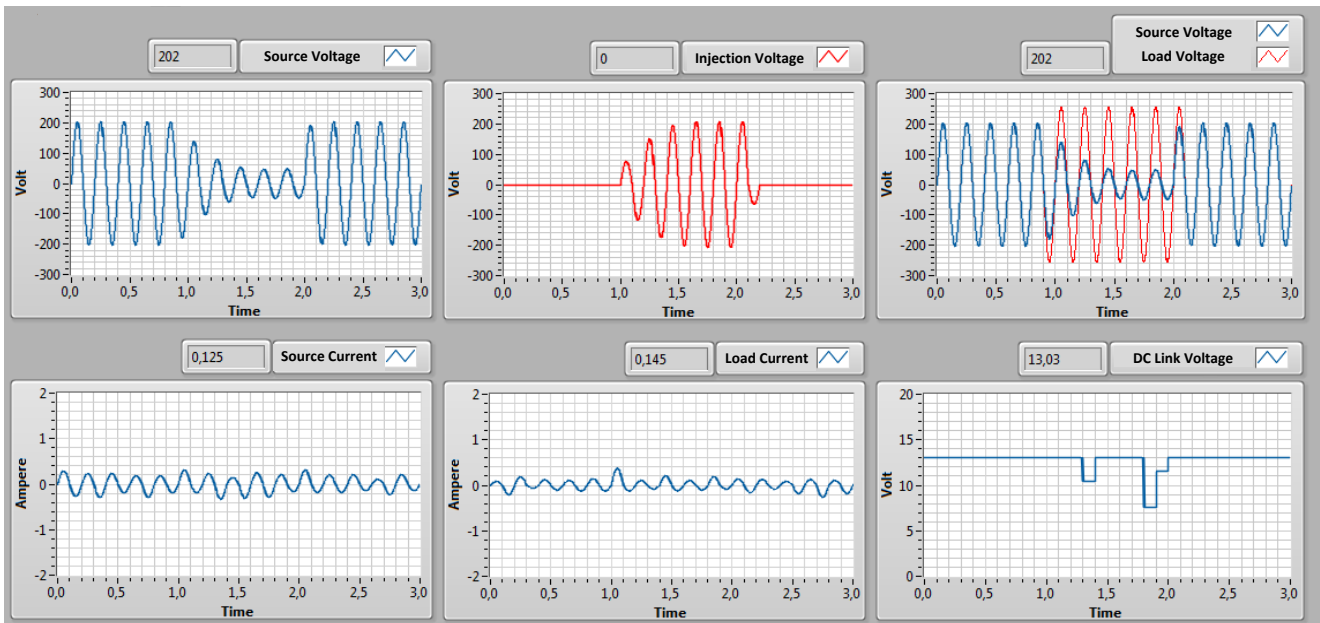 202
Source Voltage
300
200
100
0
-100
-200
-300
Volt
0,0 0,5 1,0 1,5 2,0 2,5 3,0
Time
0
Injection Voltage
300
200
100
0
-100
-200
-300
Volt
0,0 0,5 1,0 1,5 2,0 2,5 3,0
Time
202
Source Voltage
Load Voltage
300
200
100
0
-100
-200
-300
Volt
0,0 0,5 1,0 1,5 2,0 2,5 3,0
Time
0,125
Source Current
2
1
0
-1
-2
Ampere
0,0 0,5 1,0 1,5 2,0 2,5 3,0
Time
0,145
Load Current
2
1
0
-1
-2
Ampere
0,0 0,5 1,0 1,5 2,0 2,5 3,0
Time
13,03
DC Link Voltage
20
15
10
5
0
Volt
0,0 0,5 1,0 1,5 2,0 2,5 3,0
Time